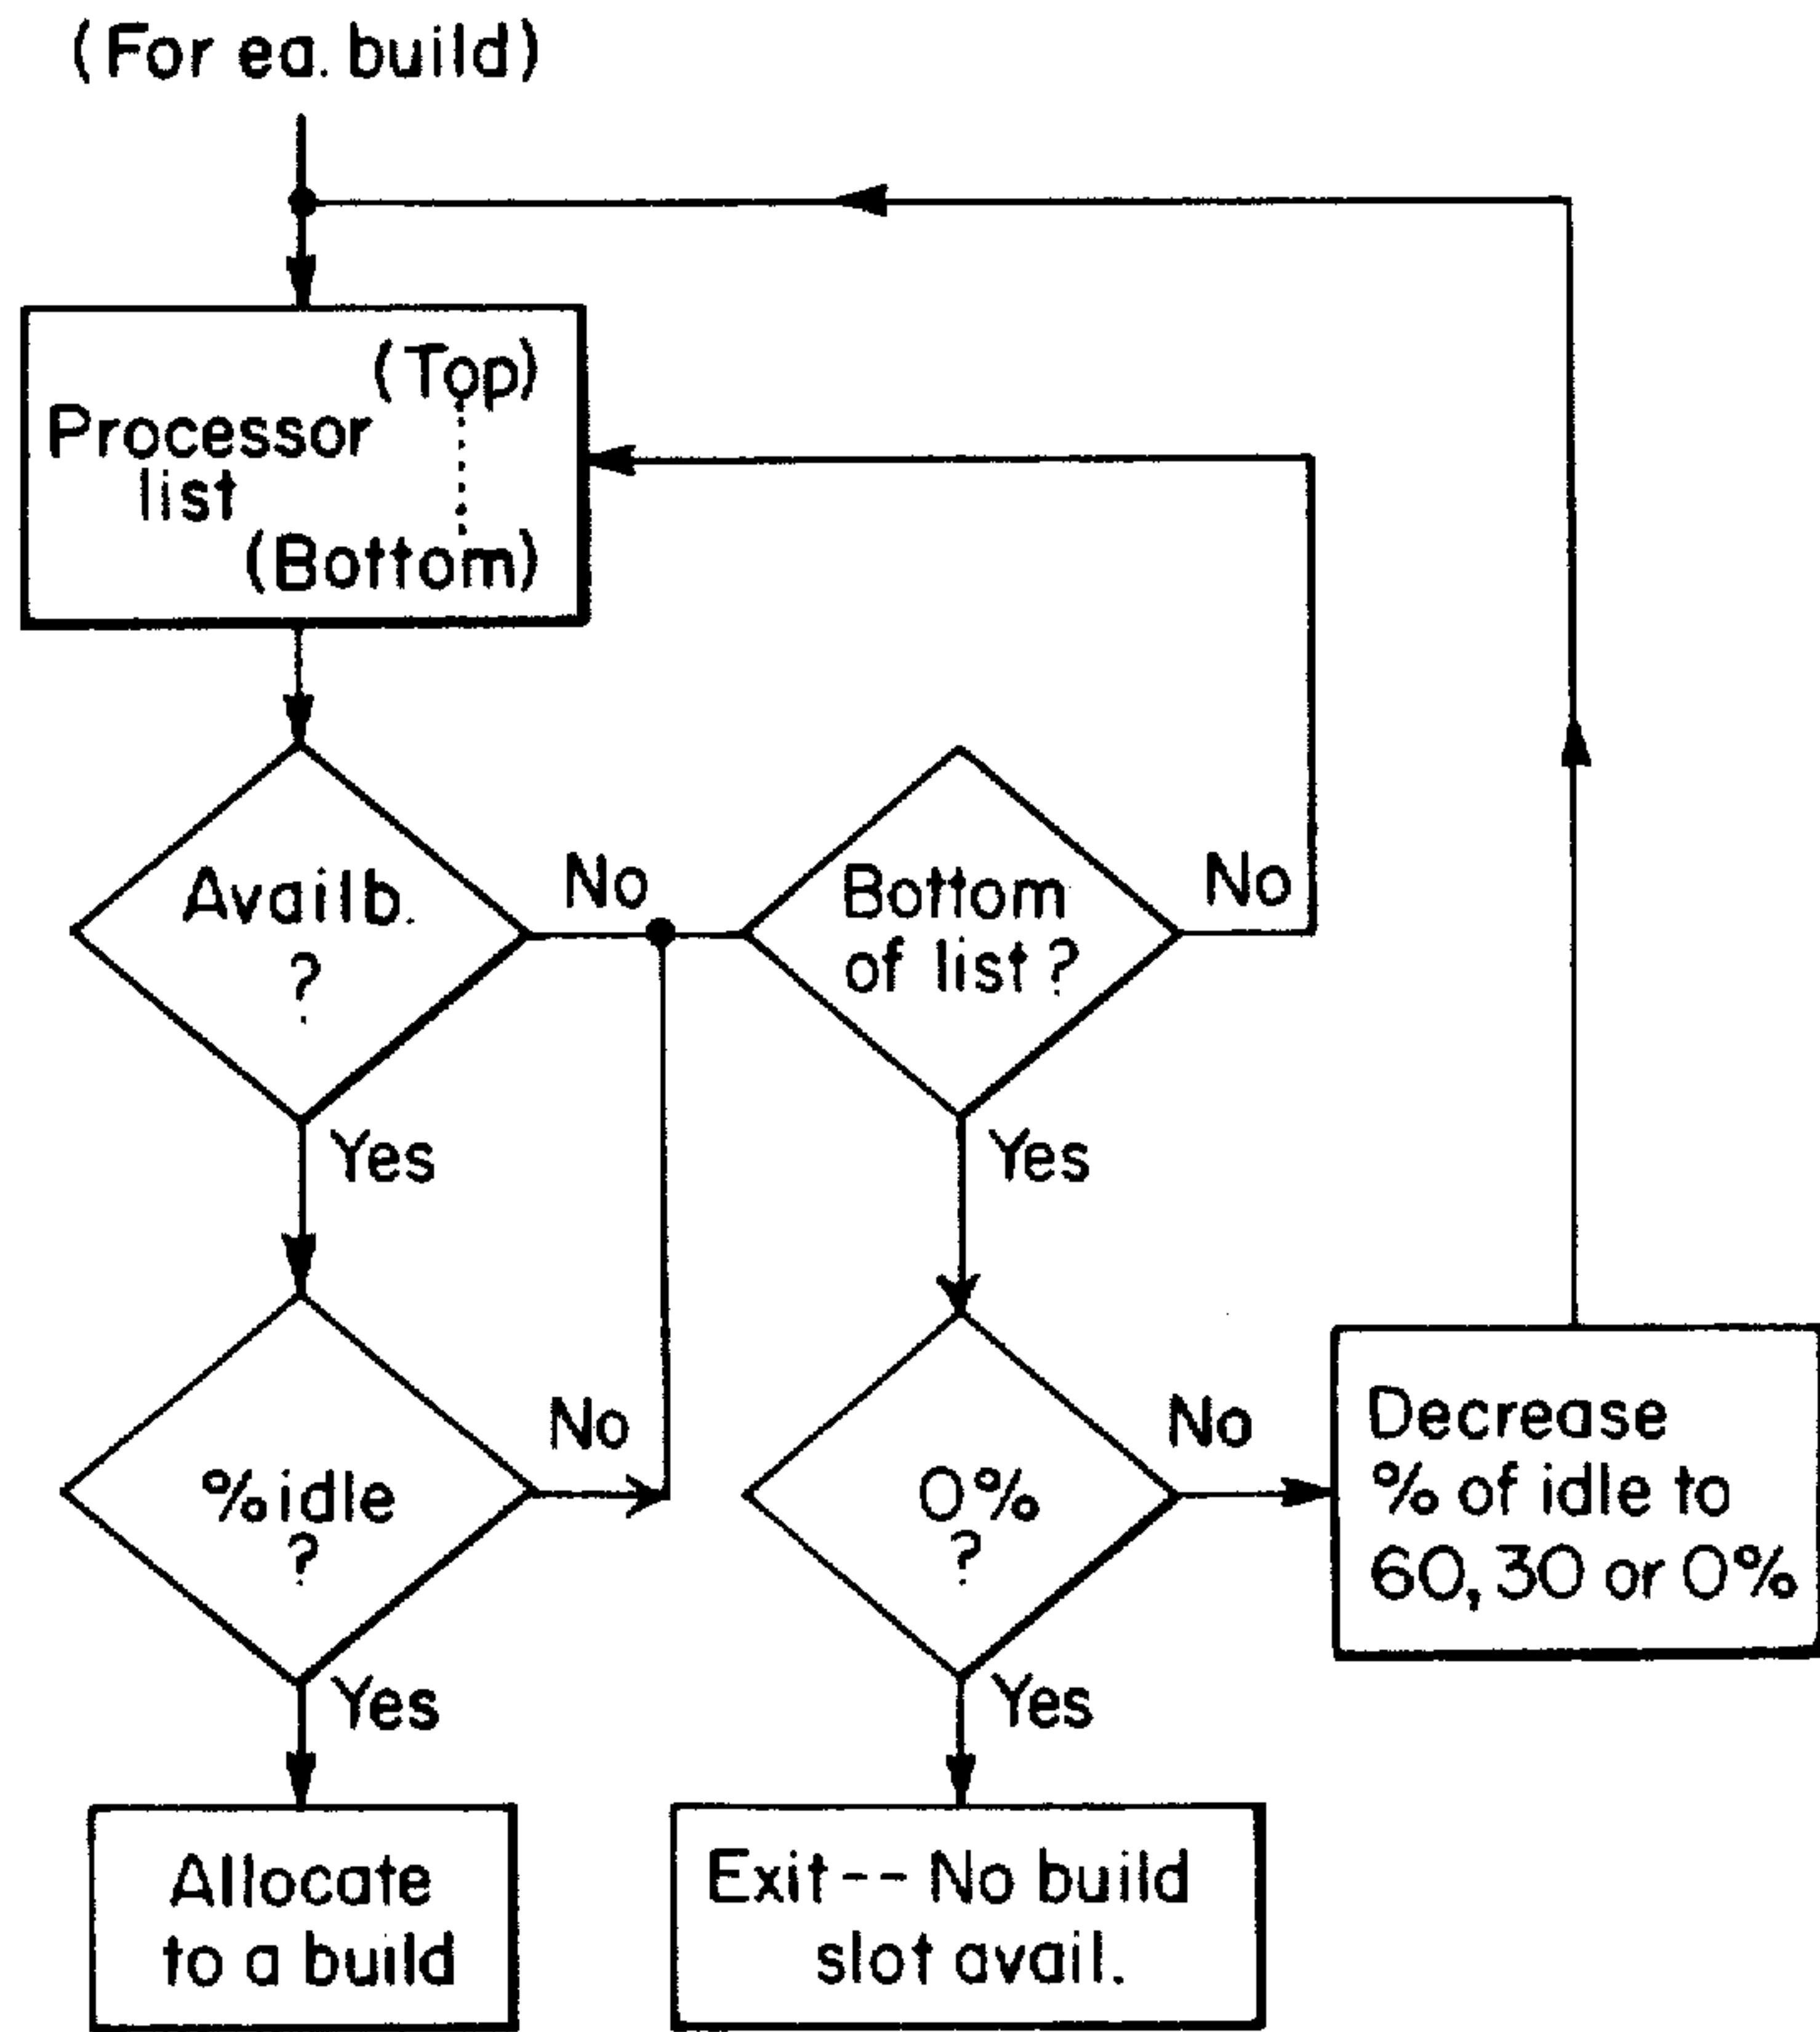 (For ea. build)
(Top)
Processor
list
(Bottom)
Availb.
?
No
Bottom
of list?
No
Yes
Yes
%idle
?
No
0%
?
No
Decrease
% of idle to
60, 30 or 0%
Yes
Yes
Allocate
to a build
Exit-- No build
slot avail.